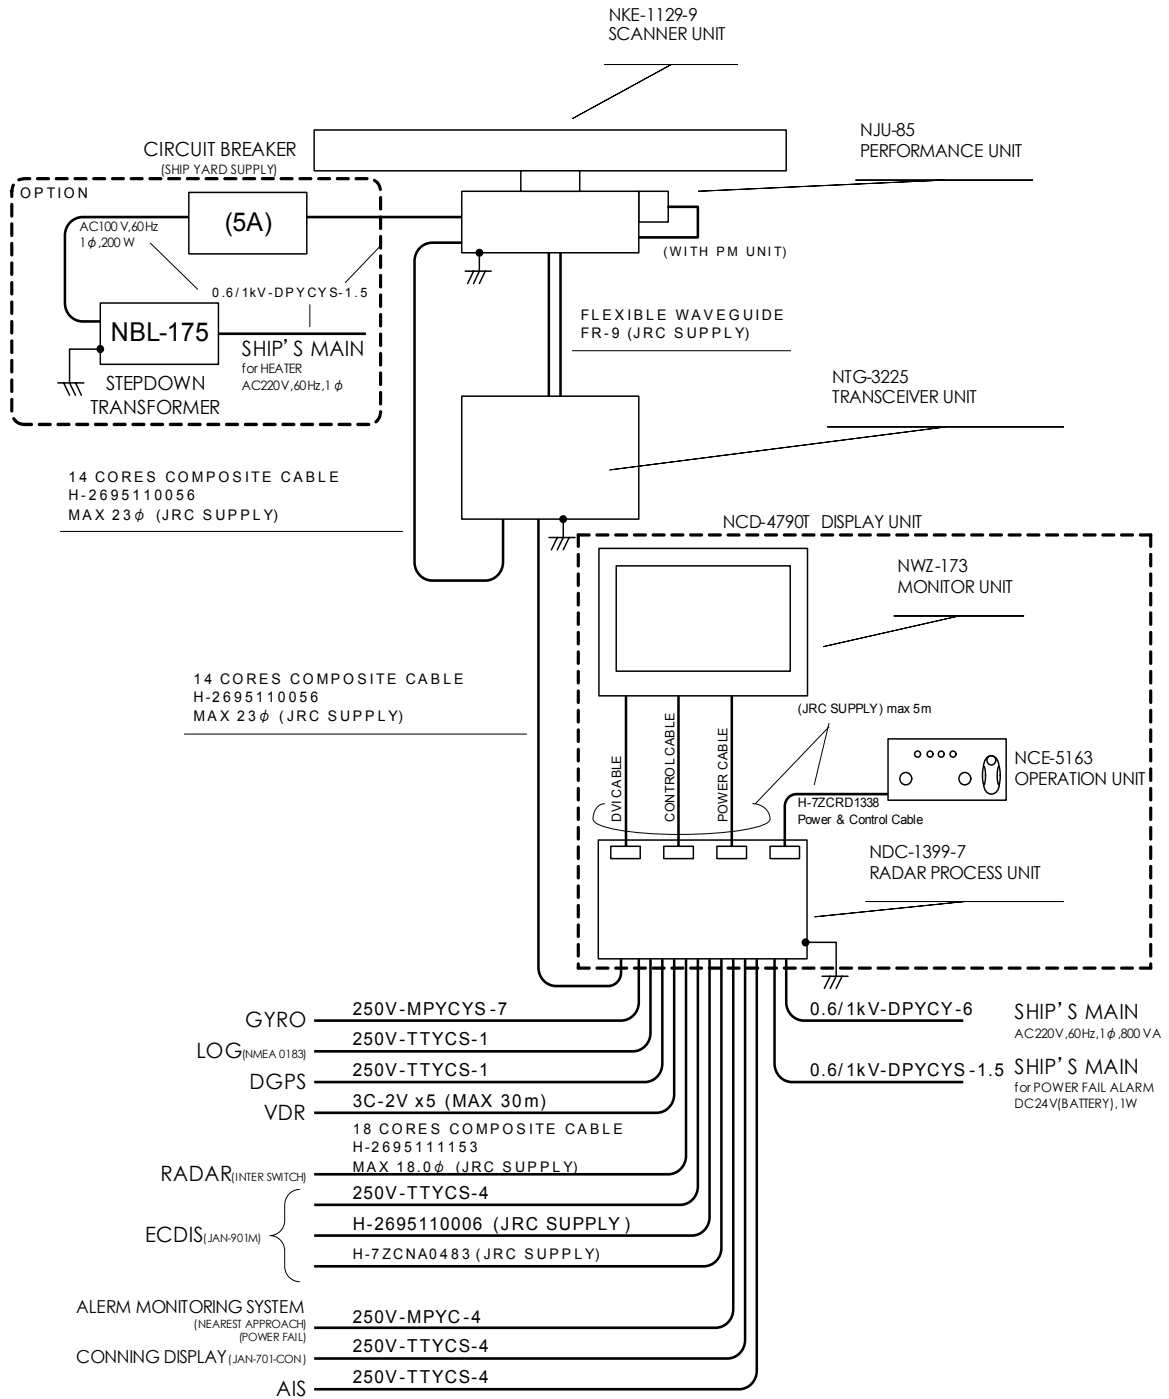 NKE-1129-9
SCANNER UNIT
NJU-85
PERFORMANCE UNIT
CIRCUIT BREAKER
(SHIP YARD SUPPLY)
OPTION
(5A)
AC100 V,60Hz
1φ,200 W
(WITH PM UNIT)
0.6/1kV-DPYCYS-1.5
NBL-175
SHIP'S MAIN
for HEATER
AC220V,60Hz,1φ
STEPDOWN
TRANSFORMER
FLEXIBLE WAVEGUIDE
FR-9 (JRC SUPPLY)
NTG-3225
TRANSCEIVER UNIT
14 CORES COMPOSITE CABLE
H-2695110056
MAX 23φ (JRC SUPPLY)
NCD-4790T DISPLAY UNIT
NWZ-173
MONITOR UNIT
14 CORES COMPOSITE CABLE
H-2695110056
MAX 23φ (JRC SUPPLY)
(JRC SUPPLY) max 5m
DVI CABLE
CONTROL CABLE
POWER CABLE
NCE-5163
OPERATION UNIT
H-7ZCRD1338
Power & Control Cable
NDC-1399-7
RADAR PROCESS UNIT
GYRO 250V-MPYCYS-7
LOG(NMEA 0183) 250V-TTYCS-1
DGPS 250V-TTYCS-1
VDR 3C-2V x5 (MAX 30m)
18 CORES COMPOSITE CABLE
H-2695111153
RADAR(INTER SWITCH) MAX 18.0φ (JRC SUPPLY)
250V-TTYCS-4
ECDIS(JAN-901M) H-2695110006 (JRC SUPPLY)
H-7ZCNA0483 (JRC SUPPLY)
ALERM MONITORING SYSTEM
(NEAREST APPROACH)
(POWER FAIL)
250V-MPYC-4
CONNING DISPLAY(JAN-701-CON) 250V-TTYCS-4
AIS 250V-TTYCS-4
0.6/1kV-DPYCY-6 SHIP'S MAIN
AC220V,60Hz,1φ,800 VA
0.6/1kV-DPYCYS-1.5 SHIP'S MAIN
for POWER FAIL ALARM
DC24V(BATTERY),1W